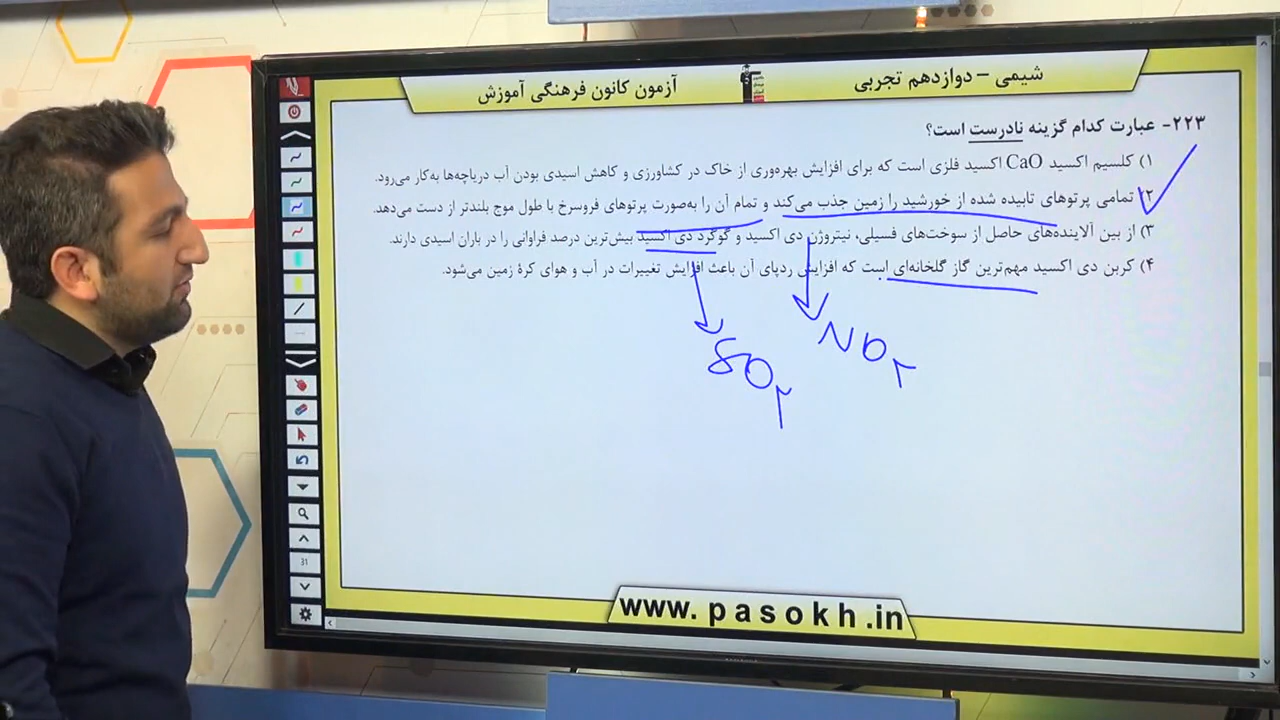 شیمی – دوازدهم تجربی
آزمون کانون فرهنگی آموزش
۲۲۳- عبارت کدام گزینه نادرست است؟
۱) کلسیم اکسید CaO اکسید فلزی است که برای افزایش بهره‌وری از خاک در کشاورزی و کاهش اسیدی بودن آب دریاچه‌ها به‌کار می‌رود.
۲) تمامی پرتوهای تابیده شده از خورشید را زمین جذب می‌کند و تمام آن را به‌صورت پرتوهای فروسرخ با طول موج بلندتر از دست می‌دهد.
۳) از بین آلاینده‌های حاصل از سوخت‌های فسیلی، نیتروژن دی اکسید و گوگرد دی اکسید بیش‌ترین درصد فراوانی را در باران اسیدی دارند.
۴) کربن دی اکسید مهم‌ترین گاز گلخانه‌ای است که افزایش ردپای آن باعث افزایش تغییرات در آب و هوای کرهٔ زمین می‌شود.
NO۲
SO۲
31
www.pasokh.in